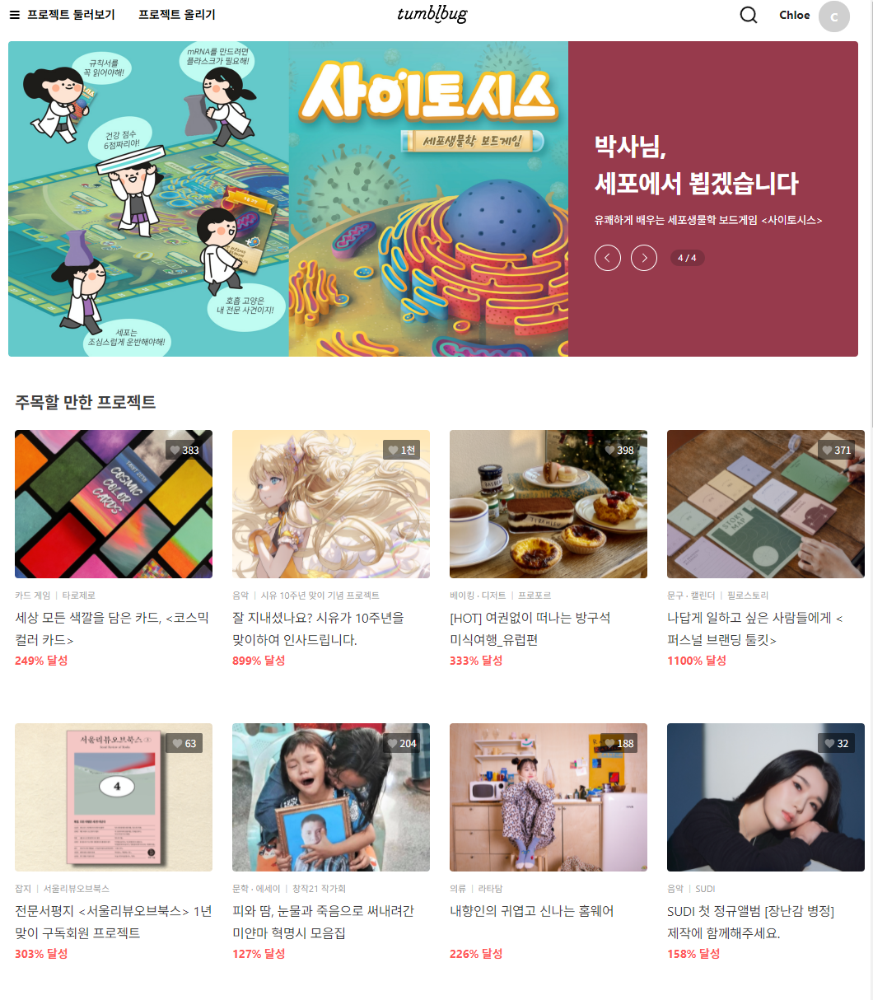 프로젝트 둘러보기
프로젝트 올리기
tumblbug
Chloe
C
규칙서를
꼭 읽어야해!
mRNA를 만드려면
플라스크가 필요해!
건강 점수
6점짜리야!
호흡 고양은
내 전문 사건이지!
세포는
조심스럽게 운반해야해!
사이토시스
세포생물학 보드게임
박사님,
세포에서 뵙겠습니다
유쾌하게 배우는 세포생물학 보드게임 <사이토시스>
4 / 4
주목할 만한 프로젝트
383
COSMIC
COLOR
CARDS
카드 게임 | 타로제로
세상 모든 색깔을 담은 카드, <코스믹
컬러 카드>
249% 달성
1천
음악 | 시유 10주년 맞이 기념 프로젝트
잘 지내셨나요? 시유가 10주년을
맞이하여 인사드립니다.
899% 달성
398
베이킹 · 디저트 | 프로포르
[HOT] 여권없이 떠나는 방구석
미식여행_유럽편
333% 달성
371
STORY
MAP
문구 · 캘린더 | 필로스토리
나답게 일하고 싶은 사람들에게 <
퍼스널 브랜딩 툴킷>
1100% 달성
63
서울리뷰오브북스
4
잡지 | 서울리뷰오브북스
전문서평지 <서울리뷰오브북스> 1년
맞이 구독회원 프로젝트
303% 달성
204
문학 · 에세이 | 창작21 작가회
피와 땀, 눈물과 죽음으로 써내려간
미얀마 혁명시 모음집
127% 달성
188
의류 | 라타탐
내향인의 귀엽고 신나는 홈웨어
226% 달성
32
음악 | SUDI
SUDI 첫 정규앨범 [장난감 병정]
제작에 함께해주세요.
158% 달성